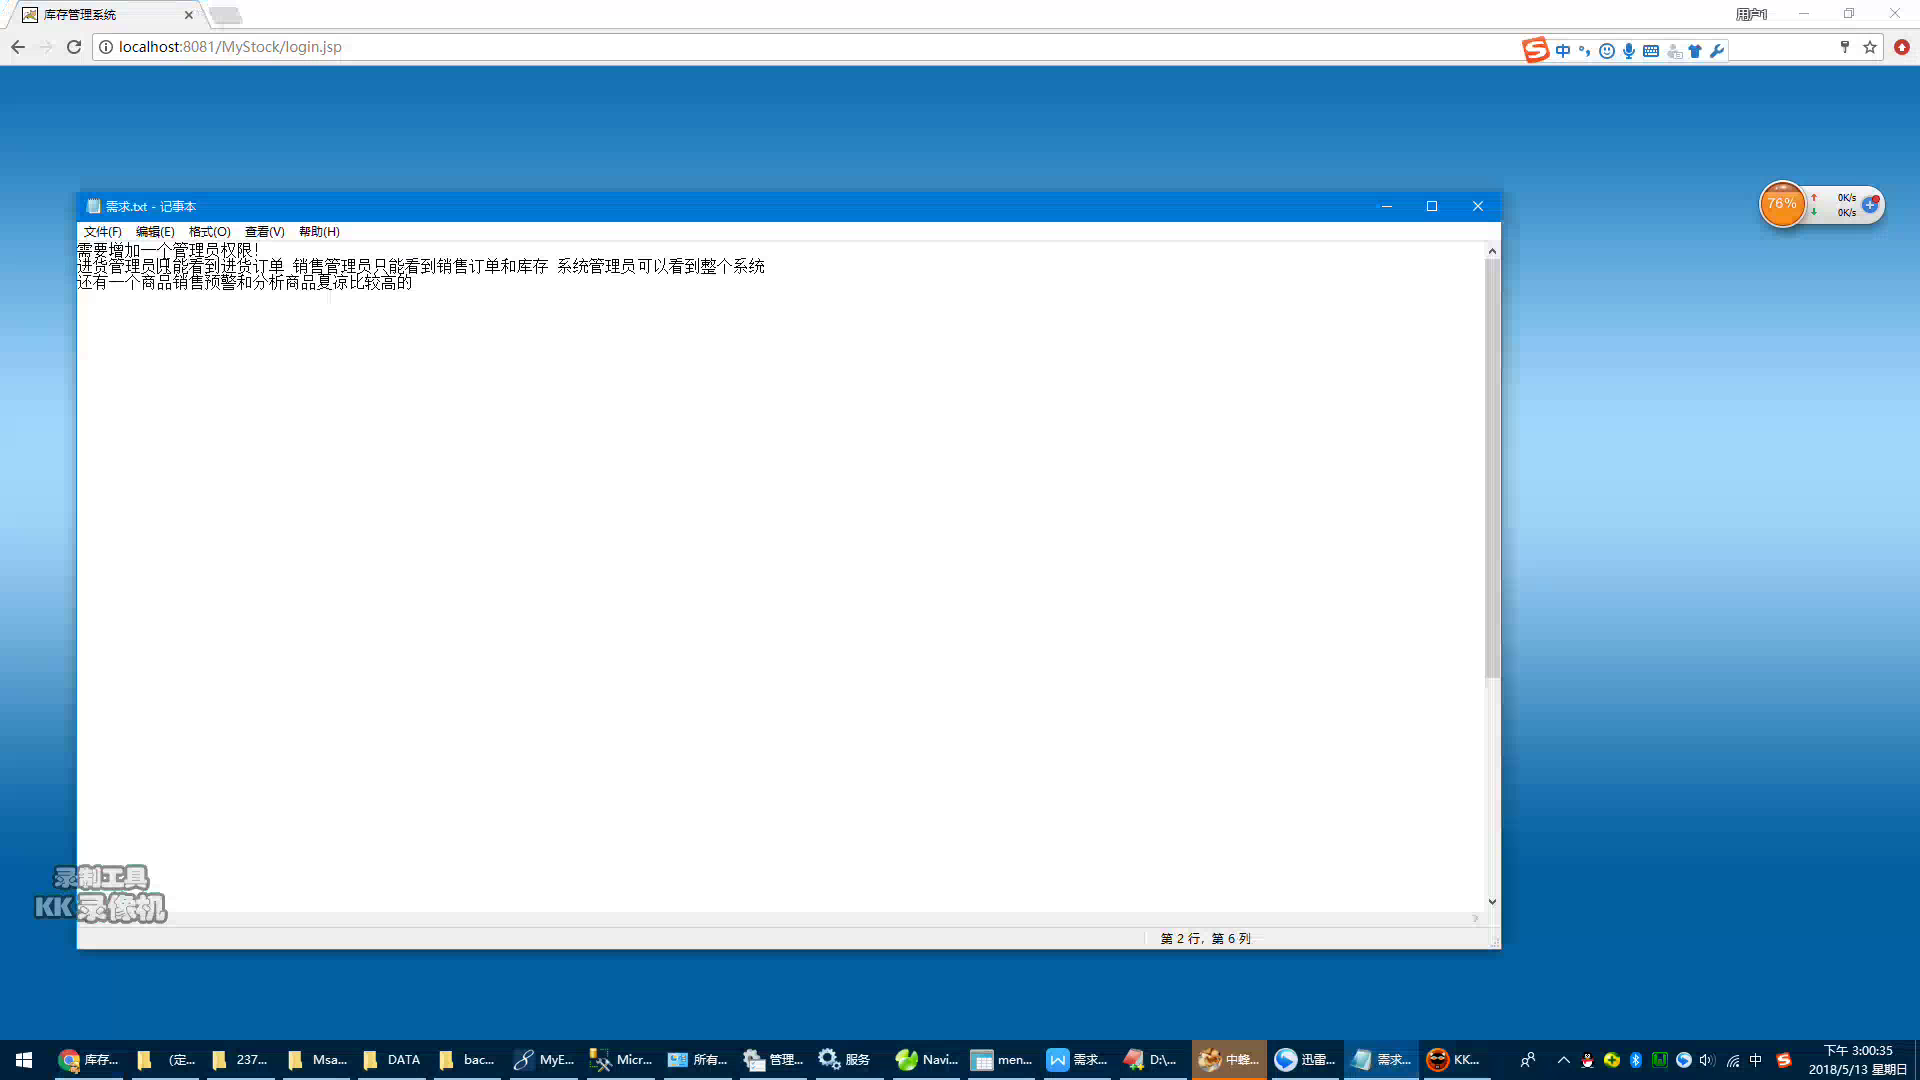 库存管理系统
用户1
localhost:8081/MyStock/login.jsp
中
需求.txt - 记事本
76%
0K/s
0K/s
文件(F) 编辑(E) 格式(O) 查看(V) 帮助(H)
需要增加一个管理员权限!
进货管理员只能看到进货订单 销售管理员只能看到销售订单和库存 系统管理员可以看到整个系统
还有一个商品销售预警和分析商品夏凉比较高的
录制工具
KK录像机
第 2 行，第 6 列
库存... (定... 237... Msa... DATA bac... MyE... Micr... 所有... 管理... 服务 Navi... men... 需求... D:\... 中蜂... 迅雷... 需求... KK... 中
下午 3:00:35
2018/5/13 星期日